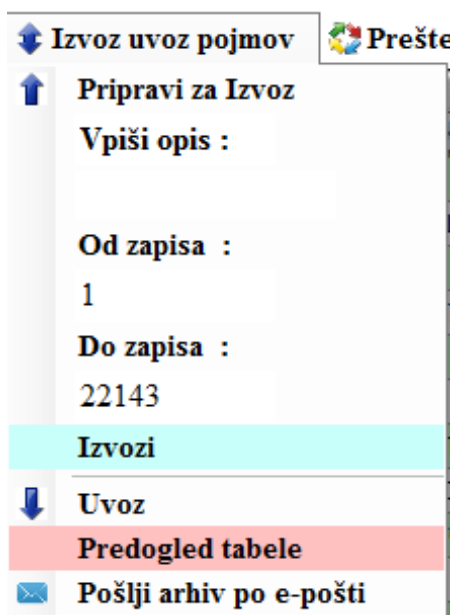 Izvoz uvoz pojmov
Pripravi za Izvoz
Vpiši opis :
Od zapisa :
1
Do zapisa :
22143
Izvozi
Uvoz
Predogled tabele
Pošlji arhiv po e-pošti